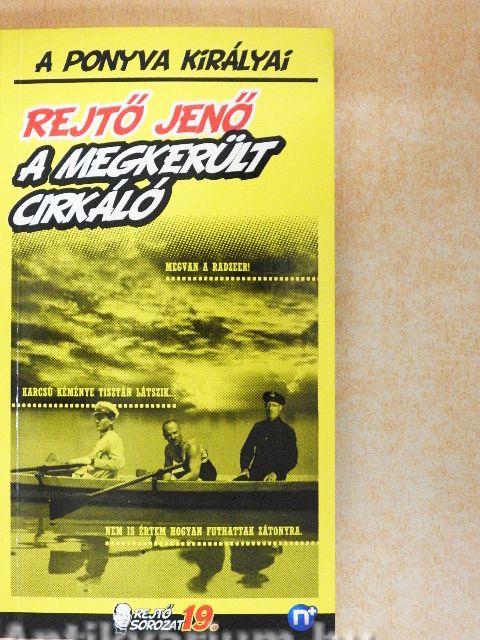 A PONYVA KIRÁLYAI
REJTŐ JENŐ
A MEGKERÜLT
CIRKÁLÓ
MEGVAN A RADZEER!
KARCSÚ KÉMÉNYE TISZTÁN LÁTSZIK..
NEM IS ÉRTEM HOGYAN FUTHATTAK ZÁTONYRA.
REJTŐ
SOROZAT 19.
n+